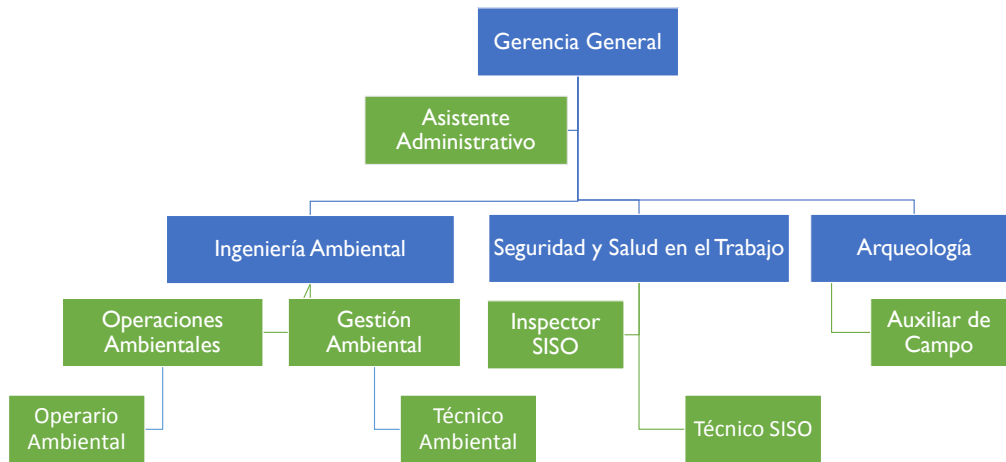 Gerencia General
Asistente
Administrativo
Ingeniería Ambiental
Seguridad y Salud en el Trabajo
Arqueología
Operaciones
Ambientales
Gestión
Ambiental
Inspector
SISO
Auxiliar de
Campo
Operario
Ambiental
Técnico
Ambiental
Técnico SISO